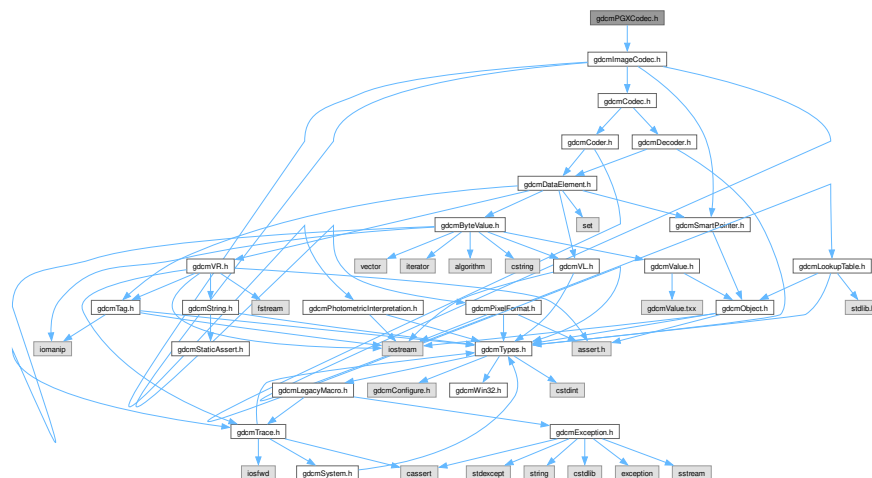 gdcmPGXCodec.h
gdcmImageCodec.h
gdcmCodec.h
gdcmCoder.h
gdcmDecoder.h
gdcmDataElement.h
gdcmByteValue.h
set
gdcmSmartPointer.h
gdcmVR.h
vector
iterator
algorithm
cstring
gdcmVL.h
gdcmValue.h
gdcmLookupTable.h
gdcmTag.h
gdcmString.h
fstream
gdcmPhotometricInterpretation.h
gdcmPixelFormat.h
gdcmValue.txx
gdcmObject.h
stdlib.h
iomanip
gdcmStaticAssert.h
iostream
gdcmTypes.h
assert.h
gdcmLegacyMacro.h
gdcmConfigure.h
gdcmWin32.h
cstdint
gdcmTrace.h
gdcmException.h
iosfwd
gdcmSystem.h
cassert
stdexcept
string
cstdlib
exception
sstream